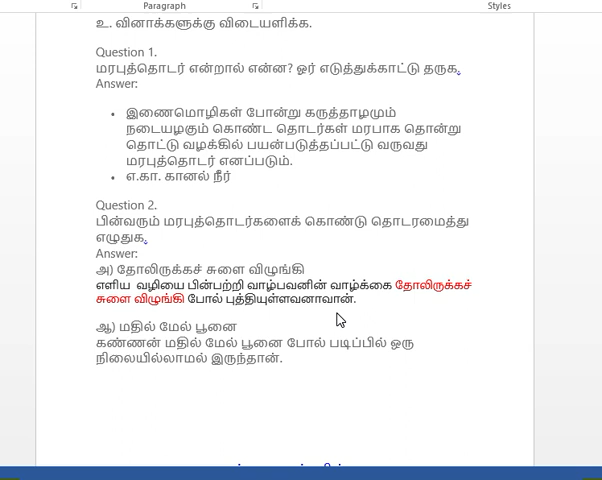 Paragraph
Styles
உ. வினாக்களுக்கு விடையளிக்க.
Question 1.
மரபுத்தொடர் என்றால் என்ன? ஓர் எடுத்துக்காட்டு தருக.
Answer:
• இணைமொழிகள் போன்று கருத்தாழமும்
நடையழகும் கொண்ட தொடர்கள் மரபாக தொன்று
தொட்டு வழக்கில் பயன்படுத்தப்பட்டு வருவது
மரபுத்தொடர் எனப்படும்.
• எ.கா. கானல் நீர்
Question 2.
பின்வரும் மரபுத்தொடர்களைக் கொண்டு தொடரமைத்து
எழுதுக.
Answer:
அ) தோலிருக்கச் சுளை விழுங்கி
எளிய வழியை பின்பற்றி வாழ்பவனின் வாழ்க்கை தோலிருக்கச்
சுளை விழுங்கி போல் புத்தியுள்ளவனாவான்.
ஆ) மதில் மேல் பூனை
கண்ணன் மதில் மேல் பூனை போல் படிப்பில் ஒரு
நிலையில்லாமல் இருந்தான்.